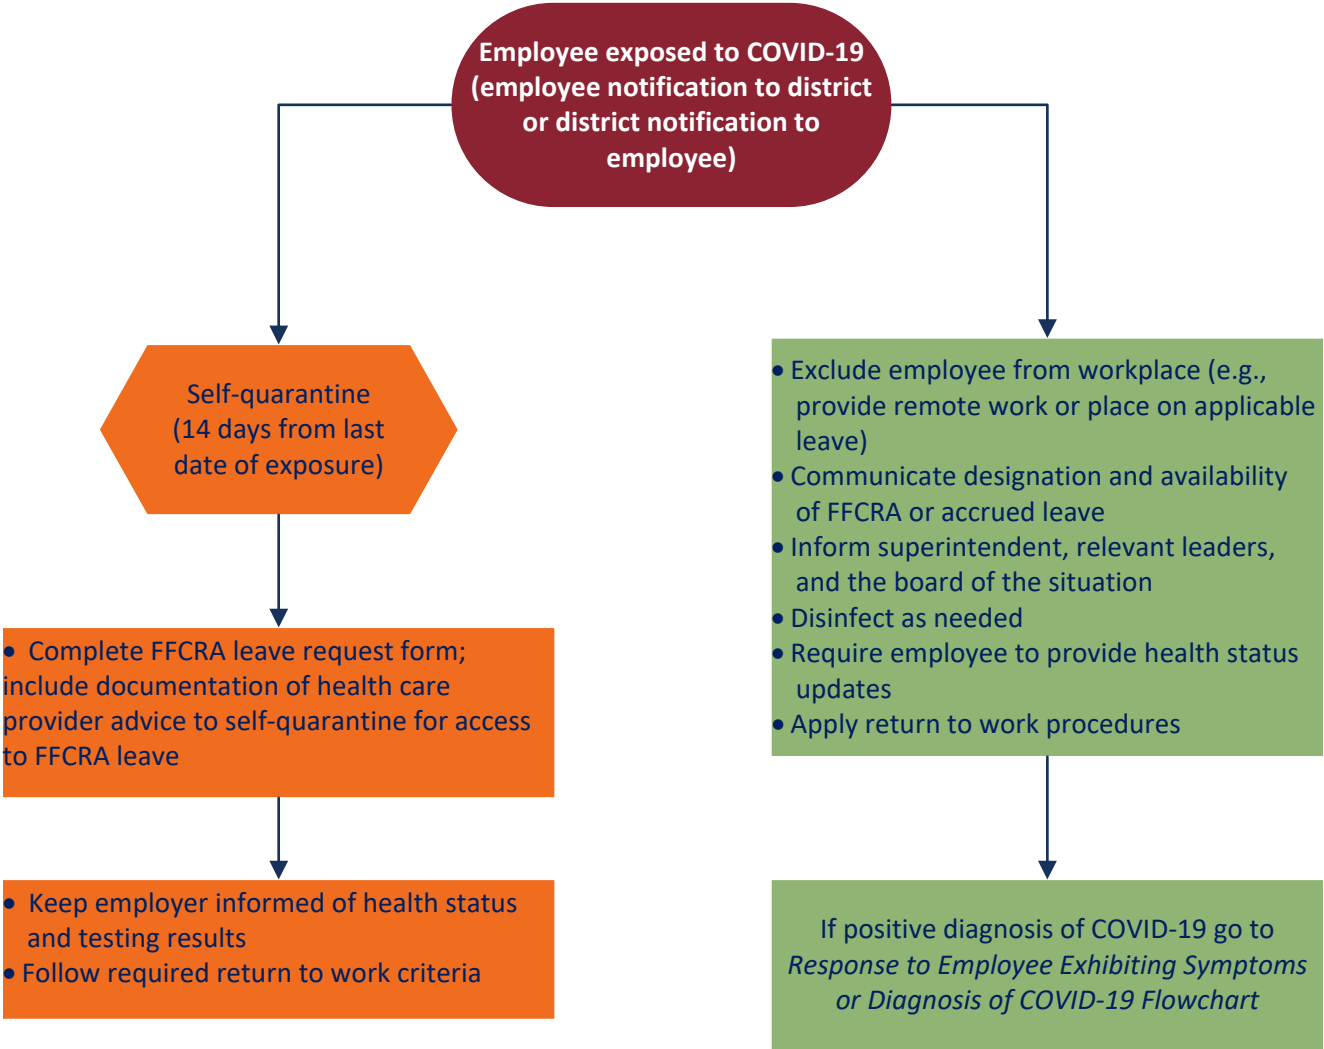 Employee exposed to COVID-19
(employee notification to district
or district notification to
employee)
Self-quarantine
(14 days from last
date of exposure)
• Complete FFCRA leave request form;
include documentation of health care
provider advice to self-quarantine for access
to FFCRA leave
• Keep employer informed of health status
and testing results
• Follow required return to work criteria
• Exclude employee from workplace (e.g.,
provide remote work or place on applicable
leave)
• Communicate designation and availability
of FFCRA or accrued leave
• Inform superintendent, relevant leaders,
and the board of the situation
• Disinfect as needed
• Require employee to provide health status
updates
• Apply return to work procedures
If positive diagnosis of COVID-19 go to
Response to Employee Exhibiting Symptoms
or Diagnosis of COVID-19 Flowchart